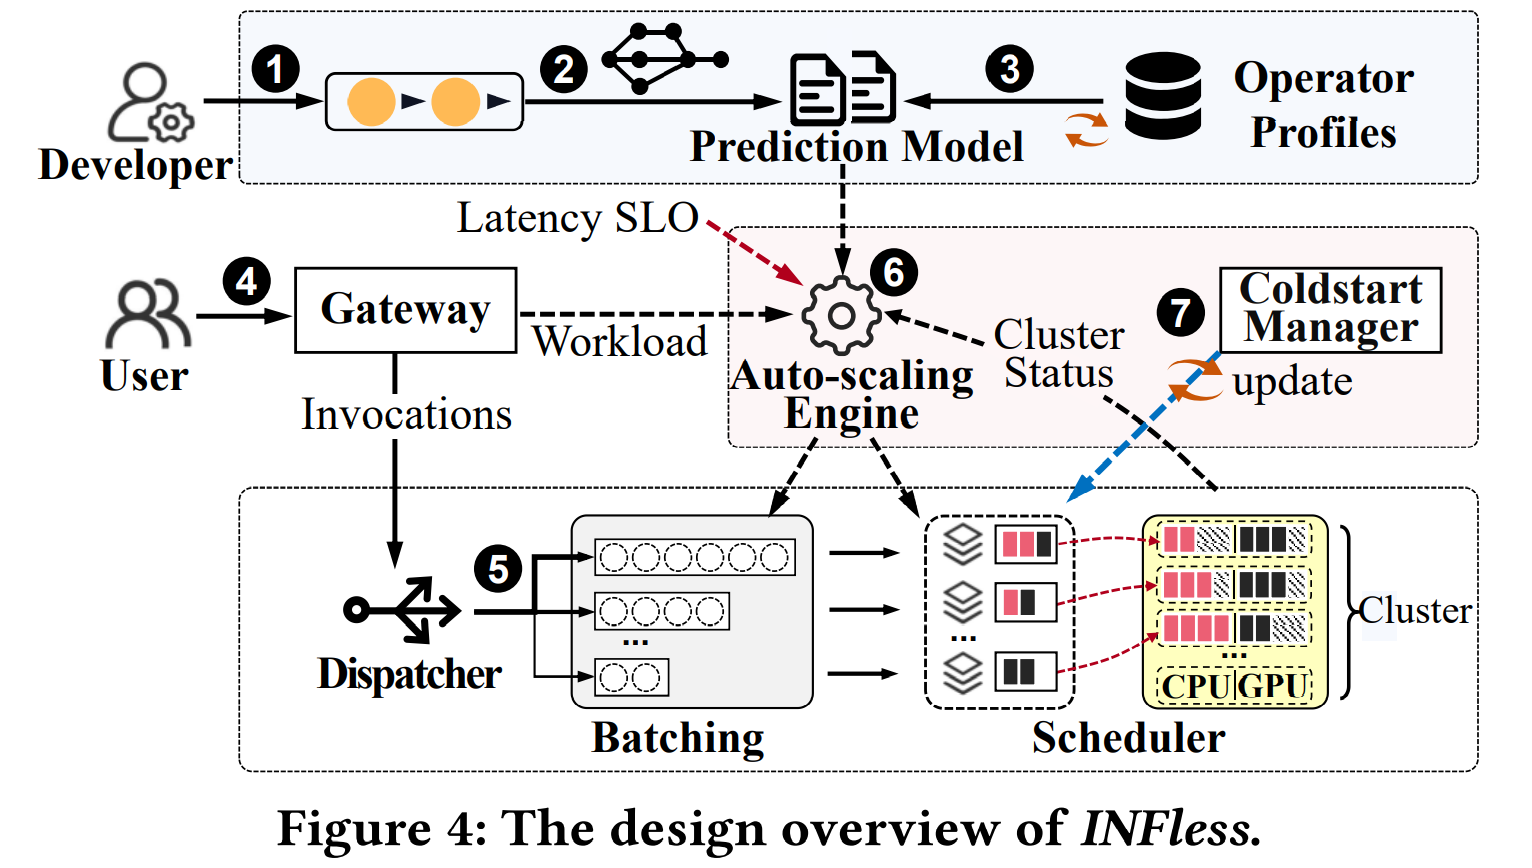 1
2
3
Operator
Profiles
Prediction Model
Developer
Latency SLO
4
6
Gateway
Workload
User
Cluster
Status
7
Coldstart
Manager
update
Auto-scaling
Engine
Invocations
5
...
...
...
CPU GPU
Cluster
Dispatcher
Batching
Scheduler
Figure 4: The design overview of INFless.